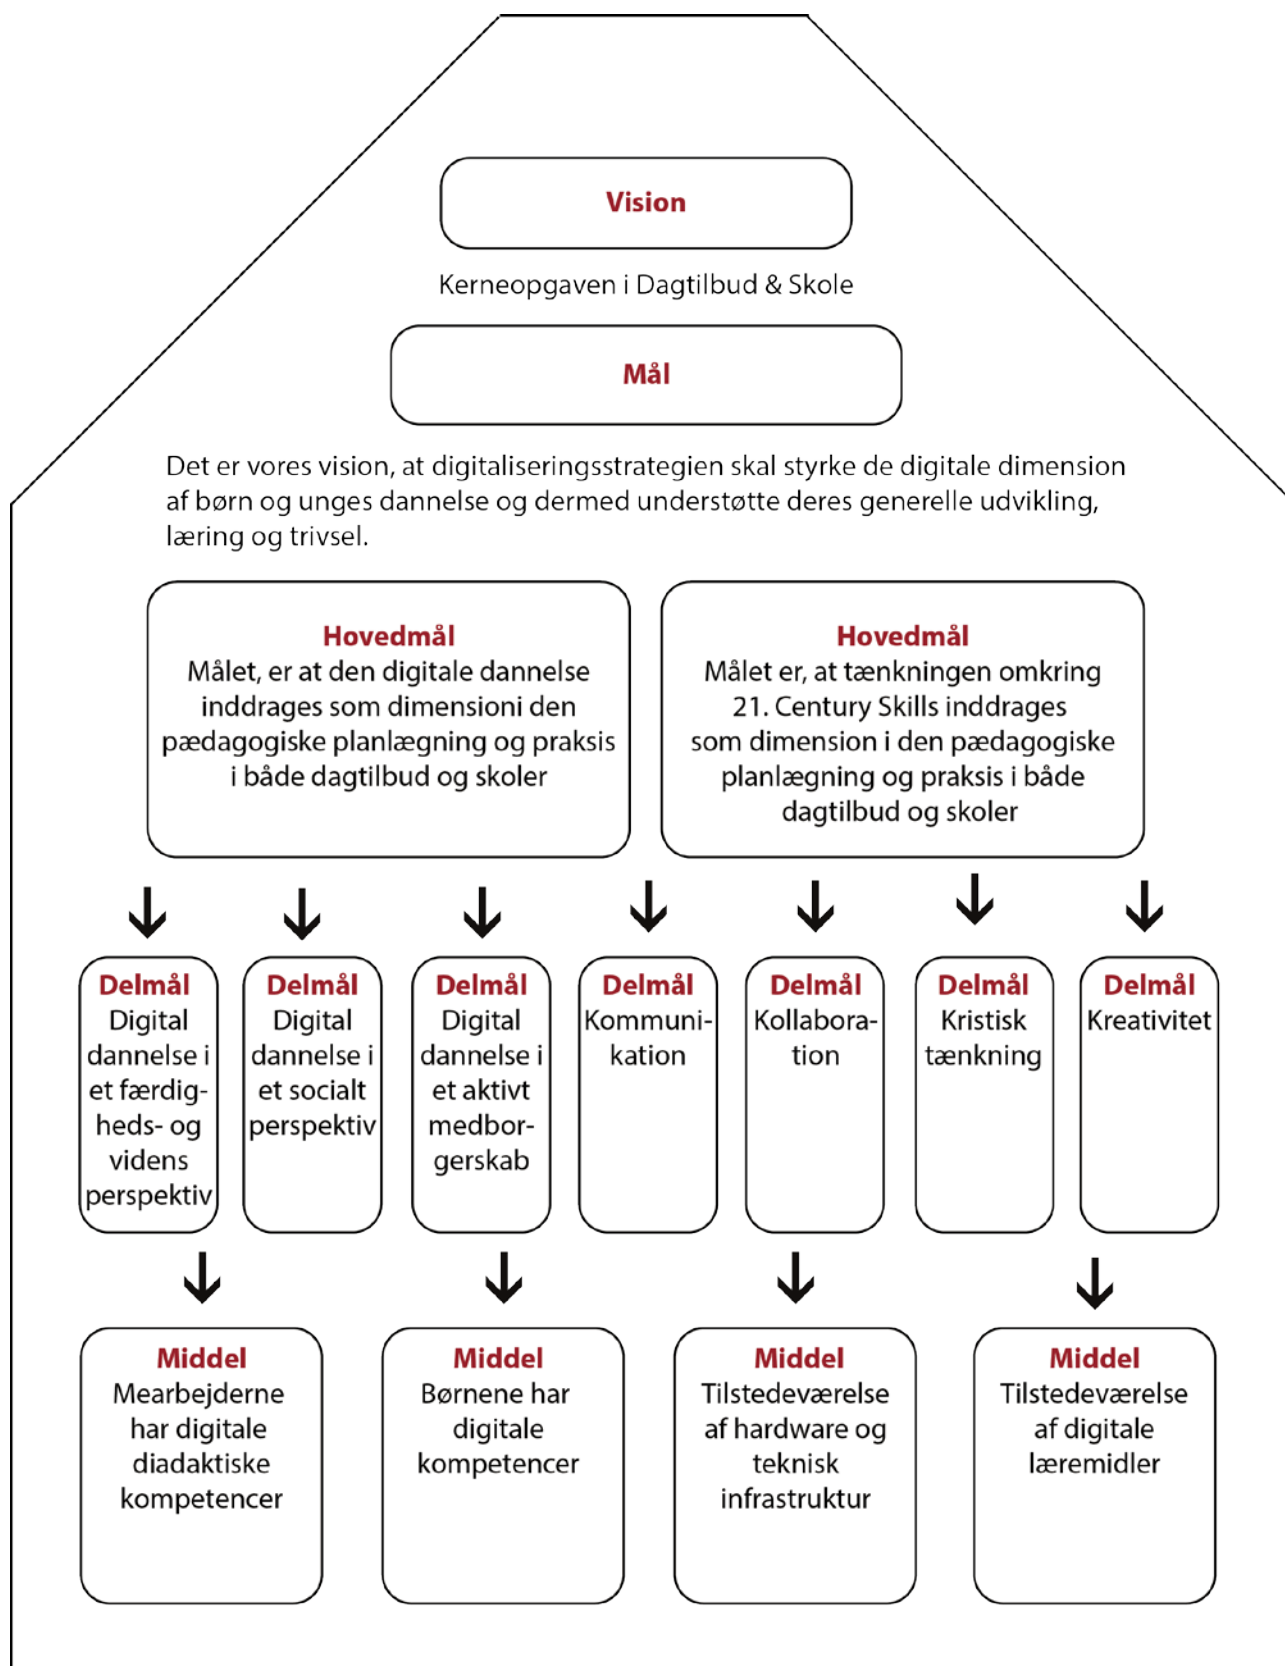 Vision
Kerneopgaven i Dagtilbud & Skole
Mål
Det er vores vision, at digitaliseringsstrategien skal styrke de digitale dimension
af børn og unges dannelse og dermed understøtte deres generelle udvikling,
læring og trivsel.
Hovedmål
Målet, er at den digitale dannelse
inddrages som dimensioni den
pædagogiske planlægning og praksis
i både dagtilbud og skoler
Hovedmål
Målet er, at tænkningen omkring
21. Century Skills inddrages
som dimension i den pædagogiske
planlægning og praksis i både
dagtilbud og skoler
Delmål
Digital
dannelse i
et færdig-
heds- og
videns
perspektiv
Delmål
Digital
dannelse i
et socialt
perspektiv
Delmål
Digital
dannelse i
et aktivt
medbor-
gerskab
Delmål
Kommuni-
kation
Delmål
Kollabora-
tion
Delmål
Kristisk
tænkning
Delmål
Kreativitet
Middel
Mearbejderne
har digitale
diadaktiske
kompetencer
Middel
Børnene har
digitale
kompetencer
Middel
Tilstedeværelse
af hardware og
teknisk
infrastruktur
Middel
Tilstedeværelse
af digitale
læremidler